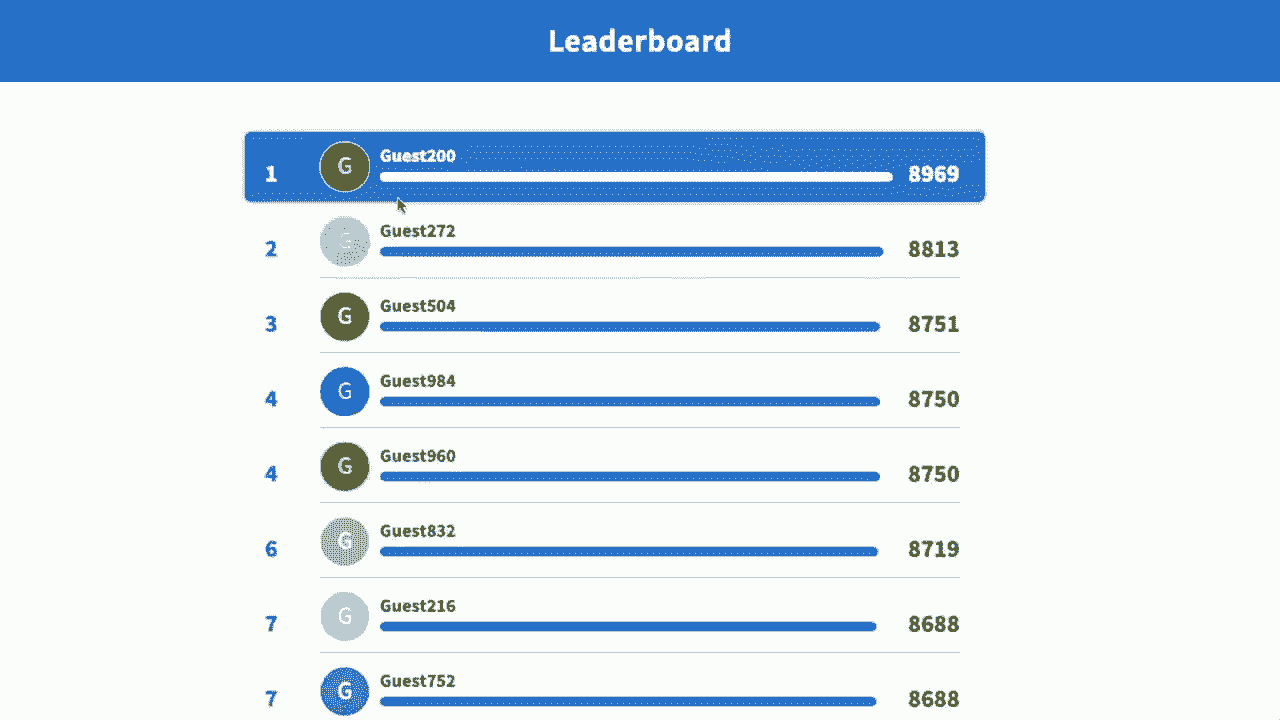 Leaderboard
1 G Guest200 8969
2 G Guest272 8813
3 G Guest504 8751
4 G Guest984 8750
4 G Guest960 8750
6 G Guest832 8719
7 G Guest216 8688
7 G Guest752 8688